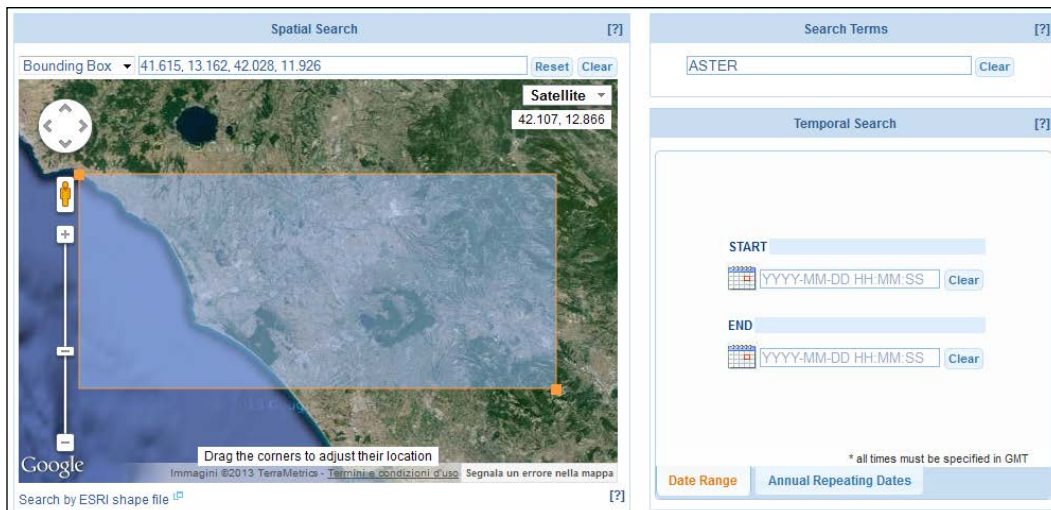 Spatial Search [?]
Bounding Box 41.615, 13.162, 42.028, 11.926 Reset Clear
Satellite
42.107, 12.866
Drag the corners to adjust their location
Google
Immagini ©2013 TerraMetrics - Termini e condizioni d'uso Segnala un errore nella mappa
Search by ESRI shape file [?]
Search Terms [?]
ASTER Clear
Temporal Search [?]
START
YYYY-MM-DD HH:MM:SS Clear
END
YYYY-MM-DD HH:MM:SS Clear
* all times must be specified in GMT
Date Range Annual Repeating Dates